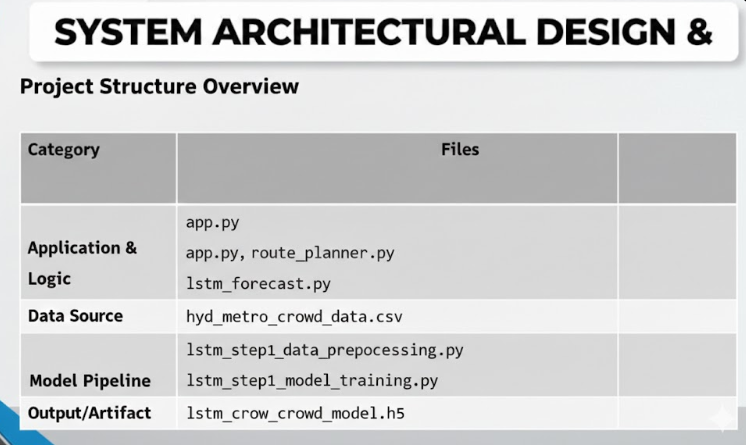 SYSTEM ARCHITECTURAL DESIGN &
Project Structure Overview
Category Files
app.py
Application & app.py, route_planner.py
Logic lstm_forecast.py
Data Source hyd_metro_crowd_data.csv
lstm_step1_data_prepocessing.py
Model Pipeline lstm_step1_model_training.py
Output/Artifact lstm_crow_crowd_model.h5